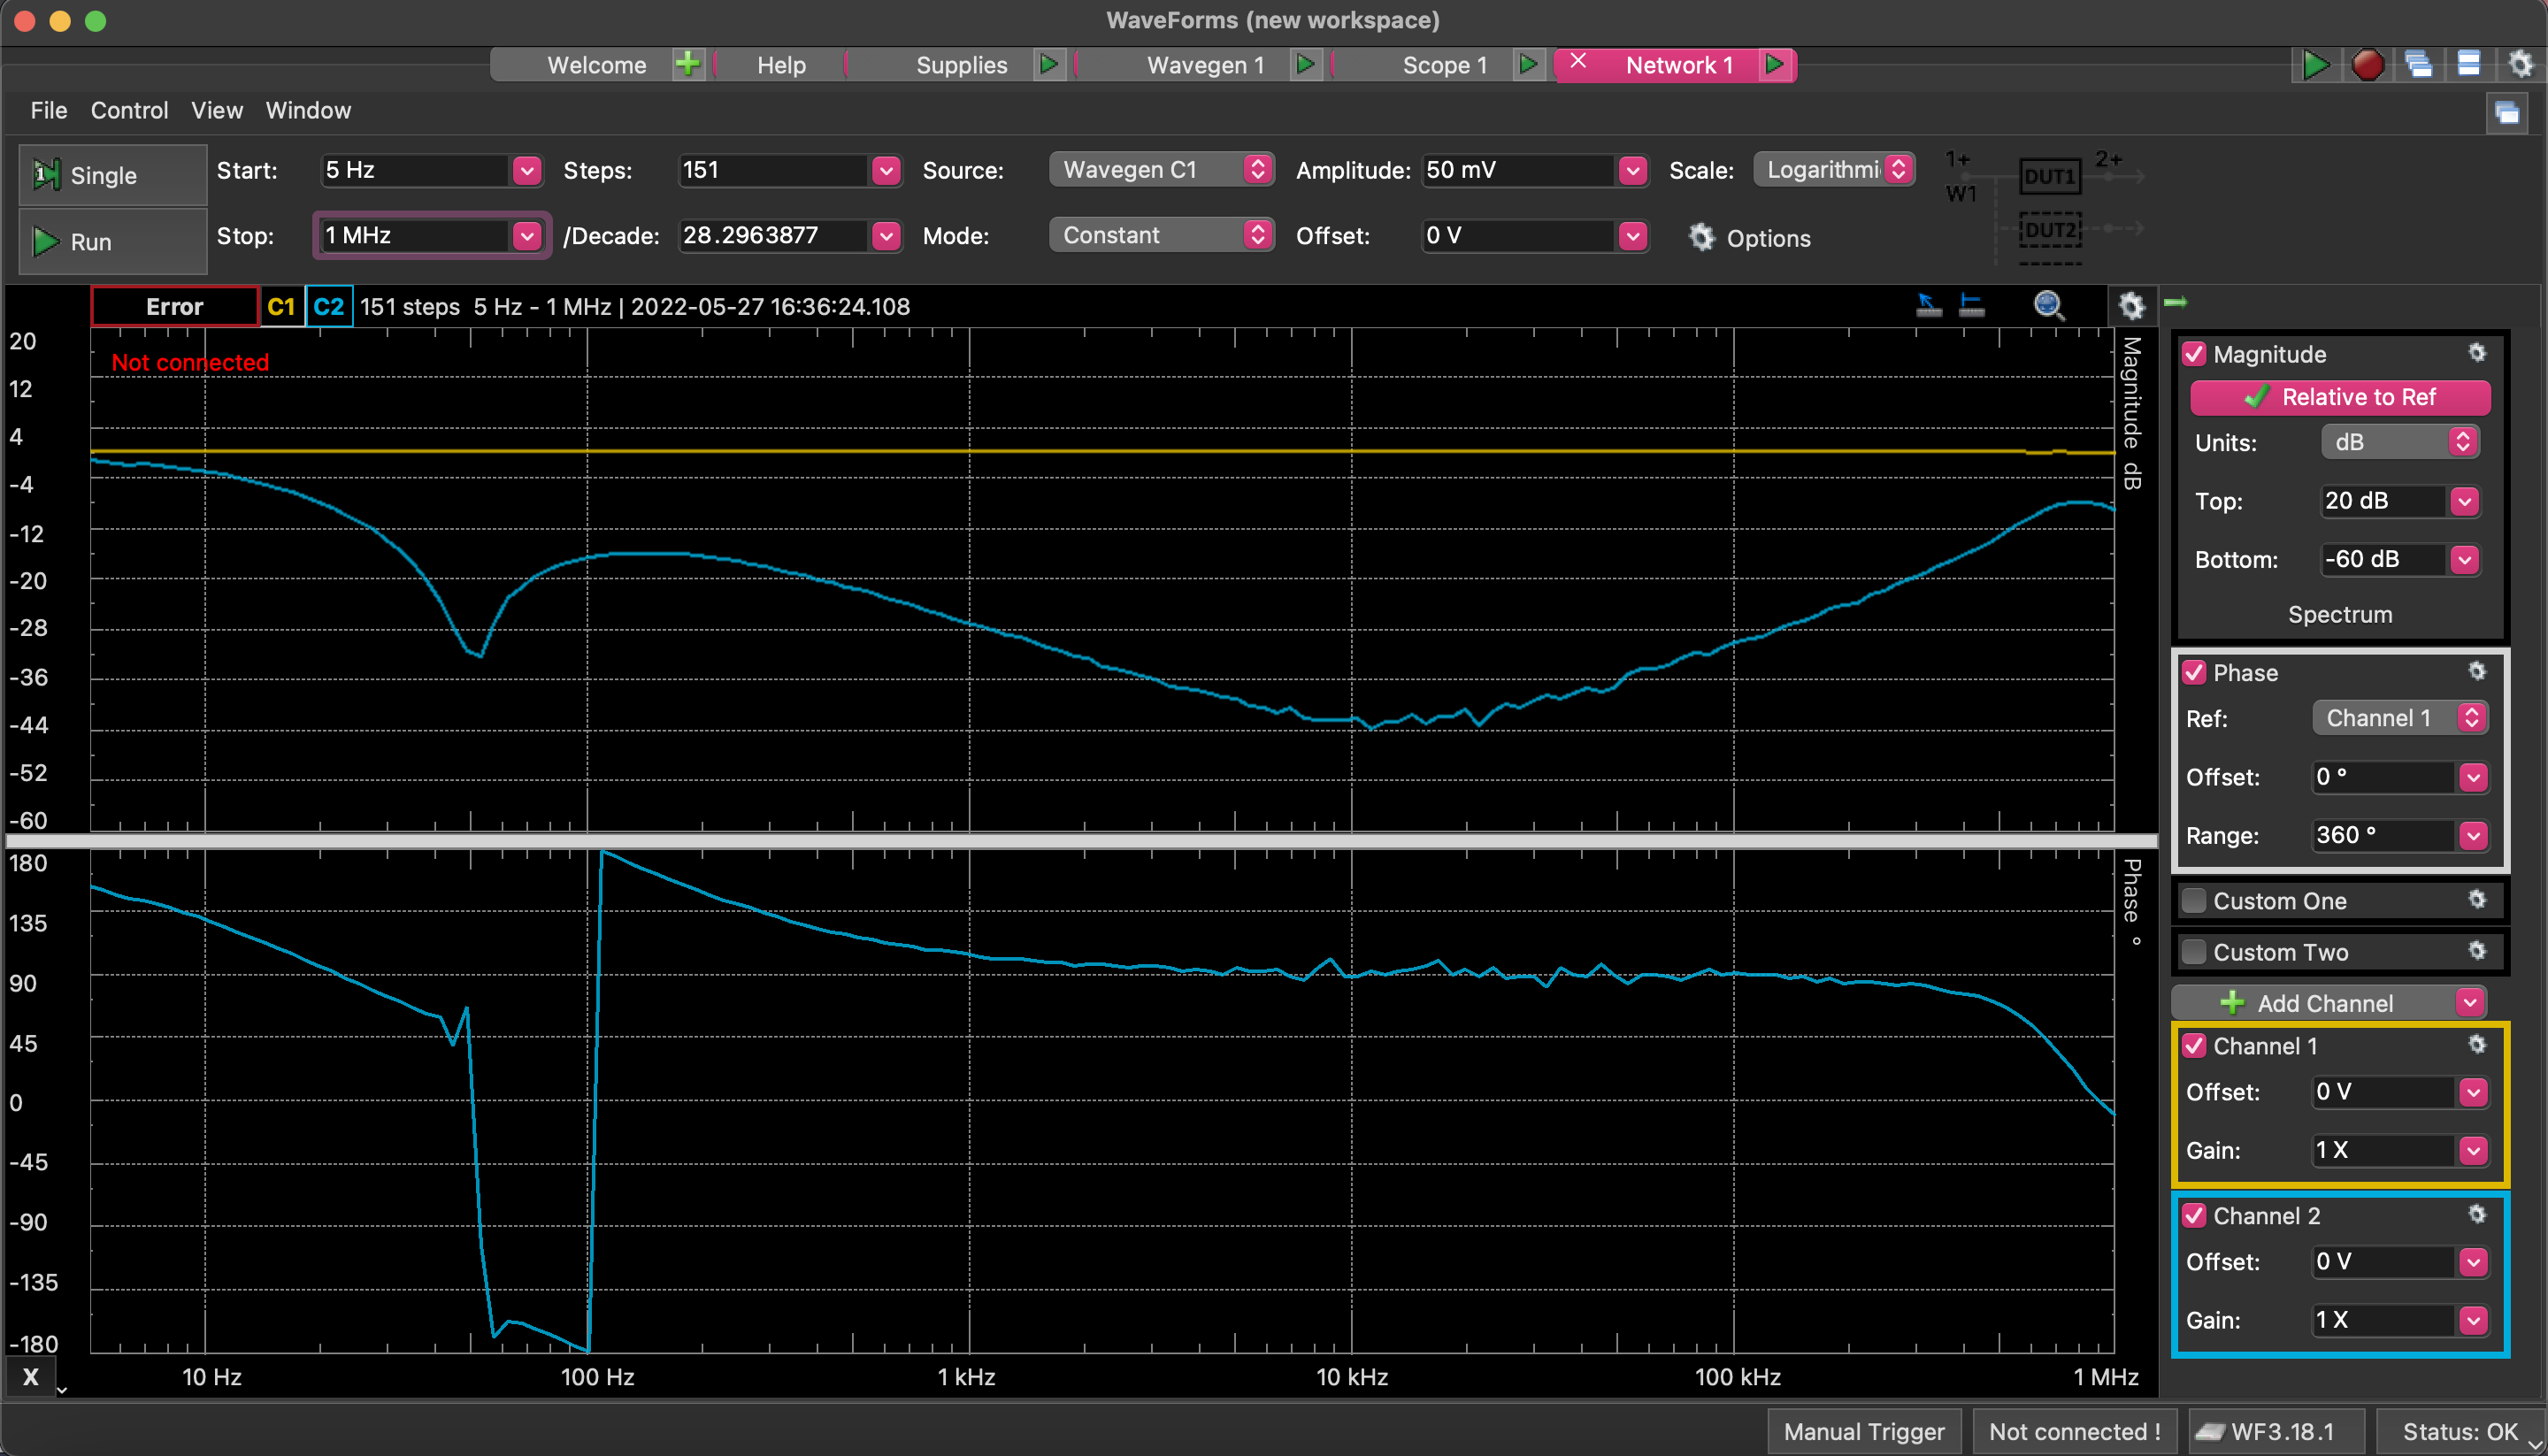 WaveForms (new workspace)
Welcome Help Supplies Wavegen 1 Scope 1 Network 1
File Control View Window
Single Start: 5 Hz Steps: 151 Source: Wavegen C1 Amplitude: 50 mV Scale: Logarithmi 1+ W1 DUT1 2+
Run Stop: 1 MHz /Decade: 28.2963877 Mode: Constant Offset: 0 V Options DUT2
Error C1 C2 151 steps 5 Hz - 1 MHz | 2022-05-27 16:36:24.108
Not connected
20
12
4
-4
-12
-20
-28
-36
-44
-52
-60
Magnitude dB
180
135
90
45
0
-45
-90
-135
-180
Phase °
X 10 Hz 100 Hz 1 kHz 10 kHz 100 kHz 1 MHz
Magnitude
Relative to Ref
Units: dB
Top: 20 dB
Bottom: -60 dB
Spectrum
Phase
Ref: Channel 1
Offset: 0 °
Range: 360 °
Custom One
Custom Two
Add Channel
Channel 1
Offset: 0 V
Gain: 1 X
Channel 2
Offset: 0 V
Gain: 1 X
Manual Trigger Not connected ! WF3.18.1 Status: OK